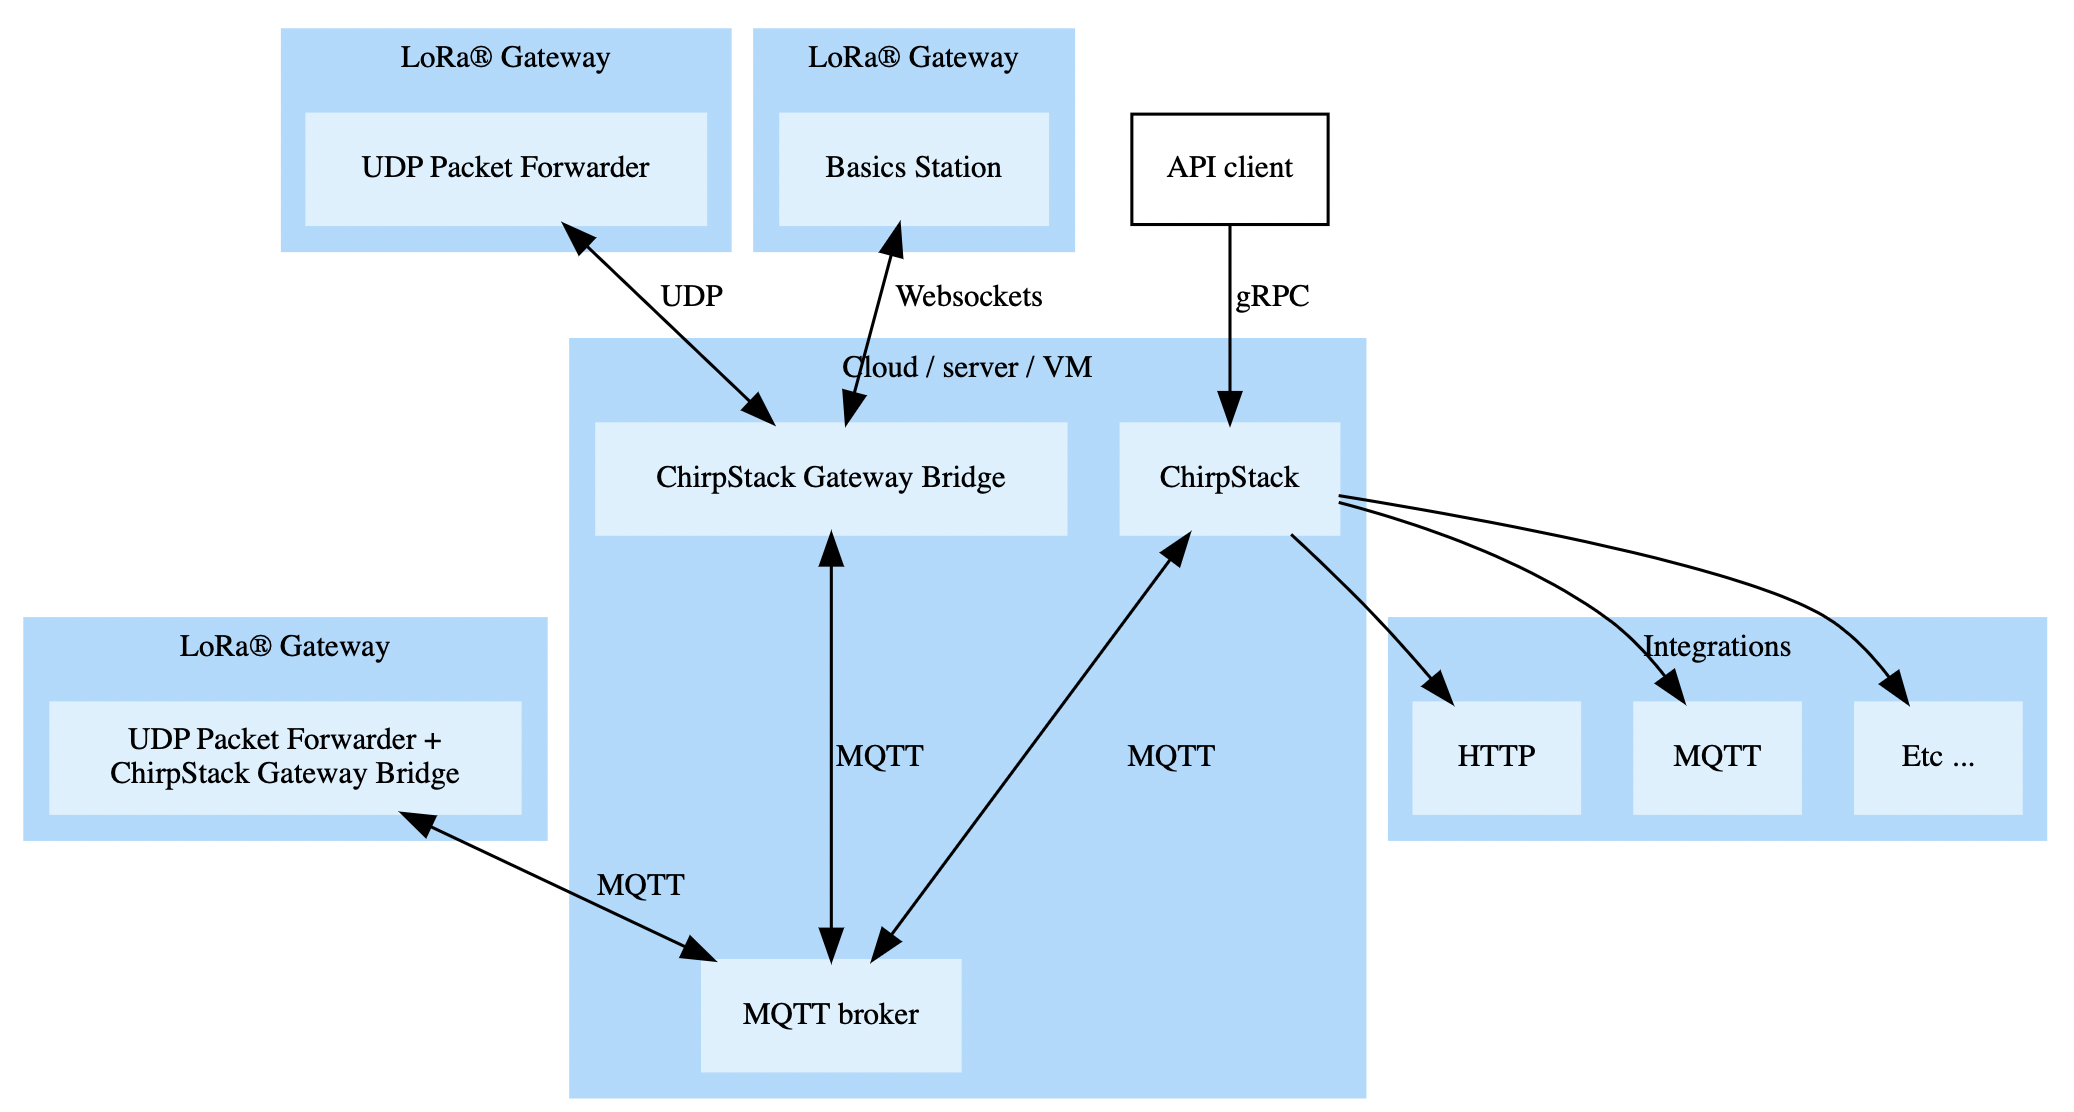 LoRa® Gateway
LoRa® Gateway
UDP Packet Forwarder
Basics Station
API client
UDP
Websockets
gRPC
Cloud / server / VM
ChirpStack Gateway Bridge
ChirpStack
LoRa® Gateway
Integrations
UDP Packet Forwarder +
ChirpStack Gateway Bridge
MQTT
MQTT
HTTP
MQTT
Etc ...
MQTT
MQTT broker